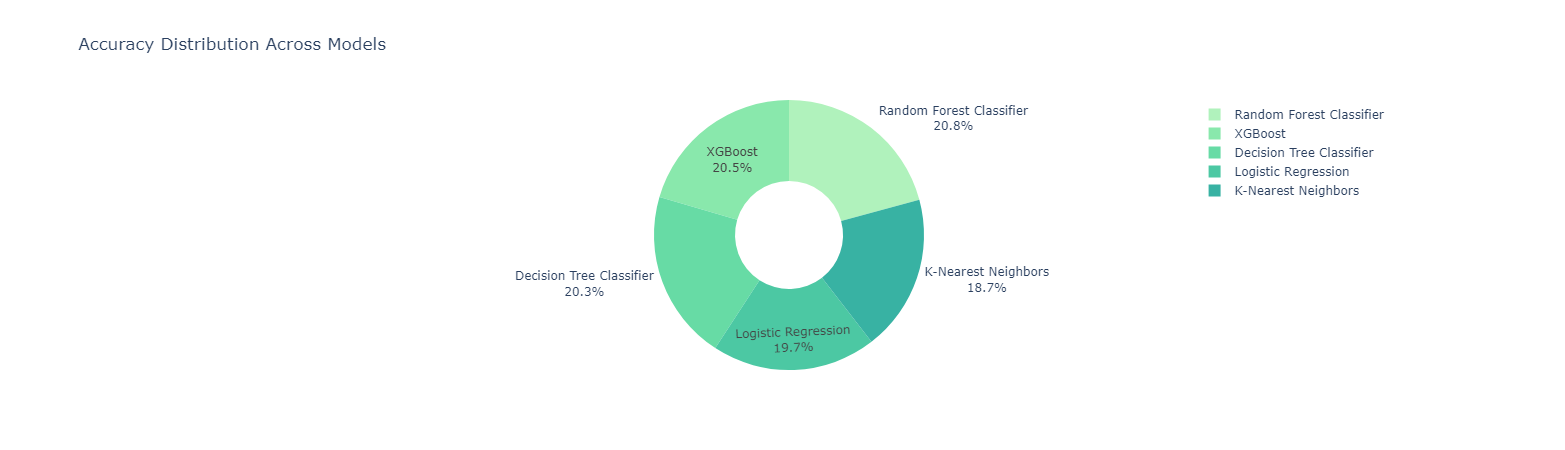 Accuracy Distribution Across Models
Random Forest Classifier
20.8%
XGBoost
20.5%
Decision Tree Classifier
20.3%
Logistic Regression
19.7%
K-Nearest Neighbors
18.7%
Random Forest Classifier
XGBoost
Decision Tree Classifier
Logistic Regression
K-Nearest Neighbors